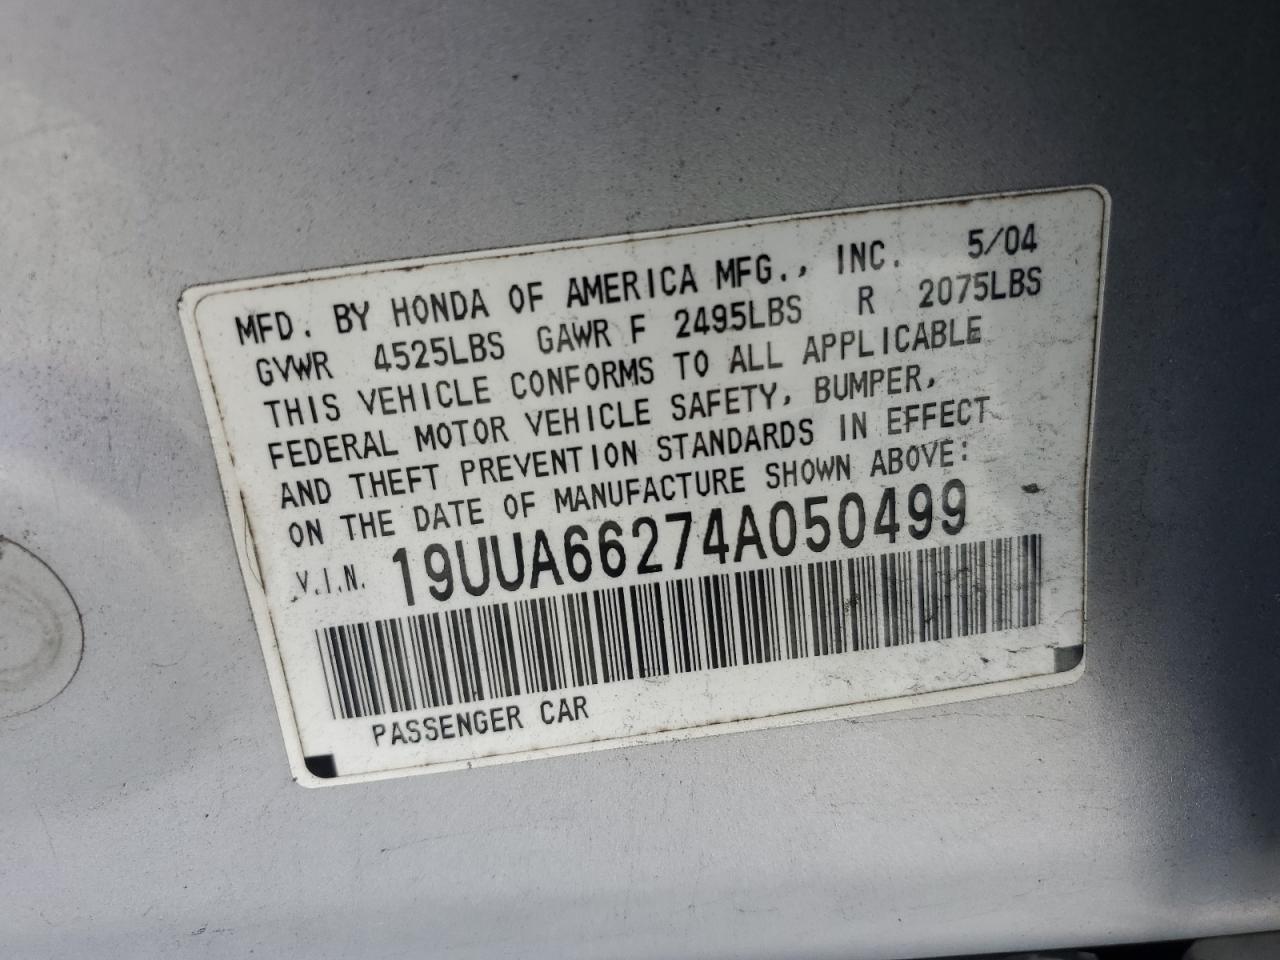 MFD. BY HONDA OF AMERICA MFG., INC. 5/04
GVWR 4525LBS GAWR F 2495LBS R 2075LBS
THIS VEHICLE CONFORMS TO ALL APPLICABLE
FEDERAL MOTOR VEHICLE SAFETY, BUMPER,
AND THEFT PREVENTION STANDARDS IN EFFECT
ON THE DATE OF MANUFACTURE SHOWN ABOVE:
V.I.N. 19UUA66274A050499
PASSENGER CAR